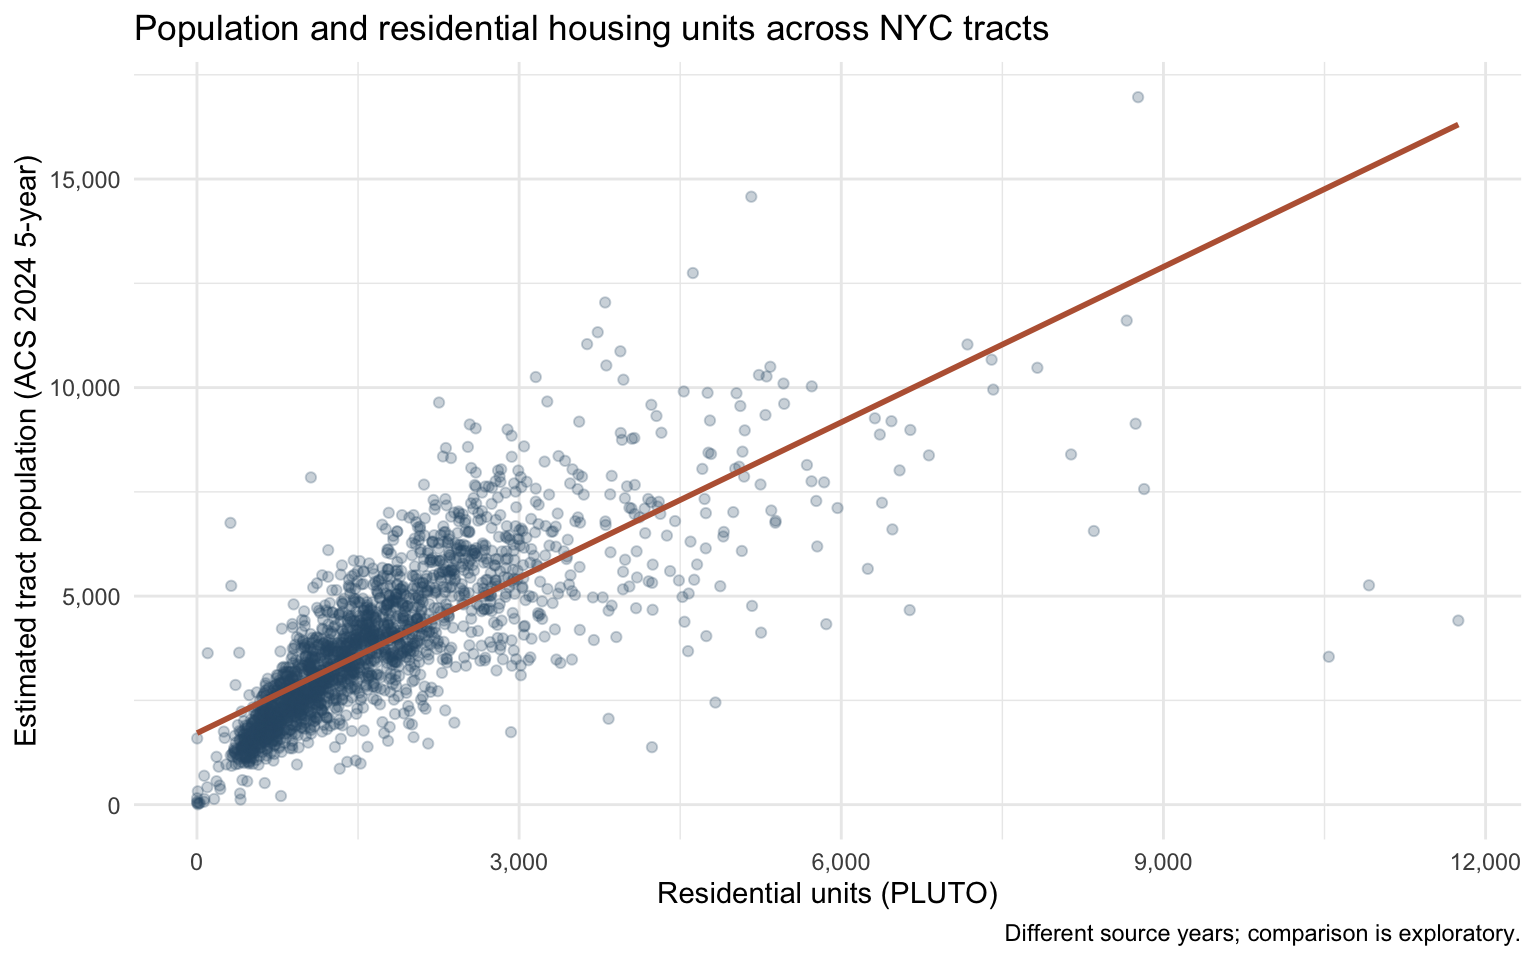 Population and residential housing units across NYC tracts
Estimated tract population (ACS 2024 5-year)
15,000
10,000
5,000
0
0
3,000
6,000
9,000
12,000
Residential units (PLUTO)
Different source years; comparison is exploratory.